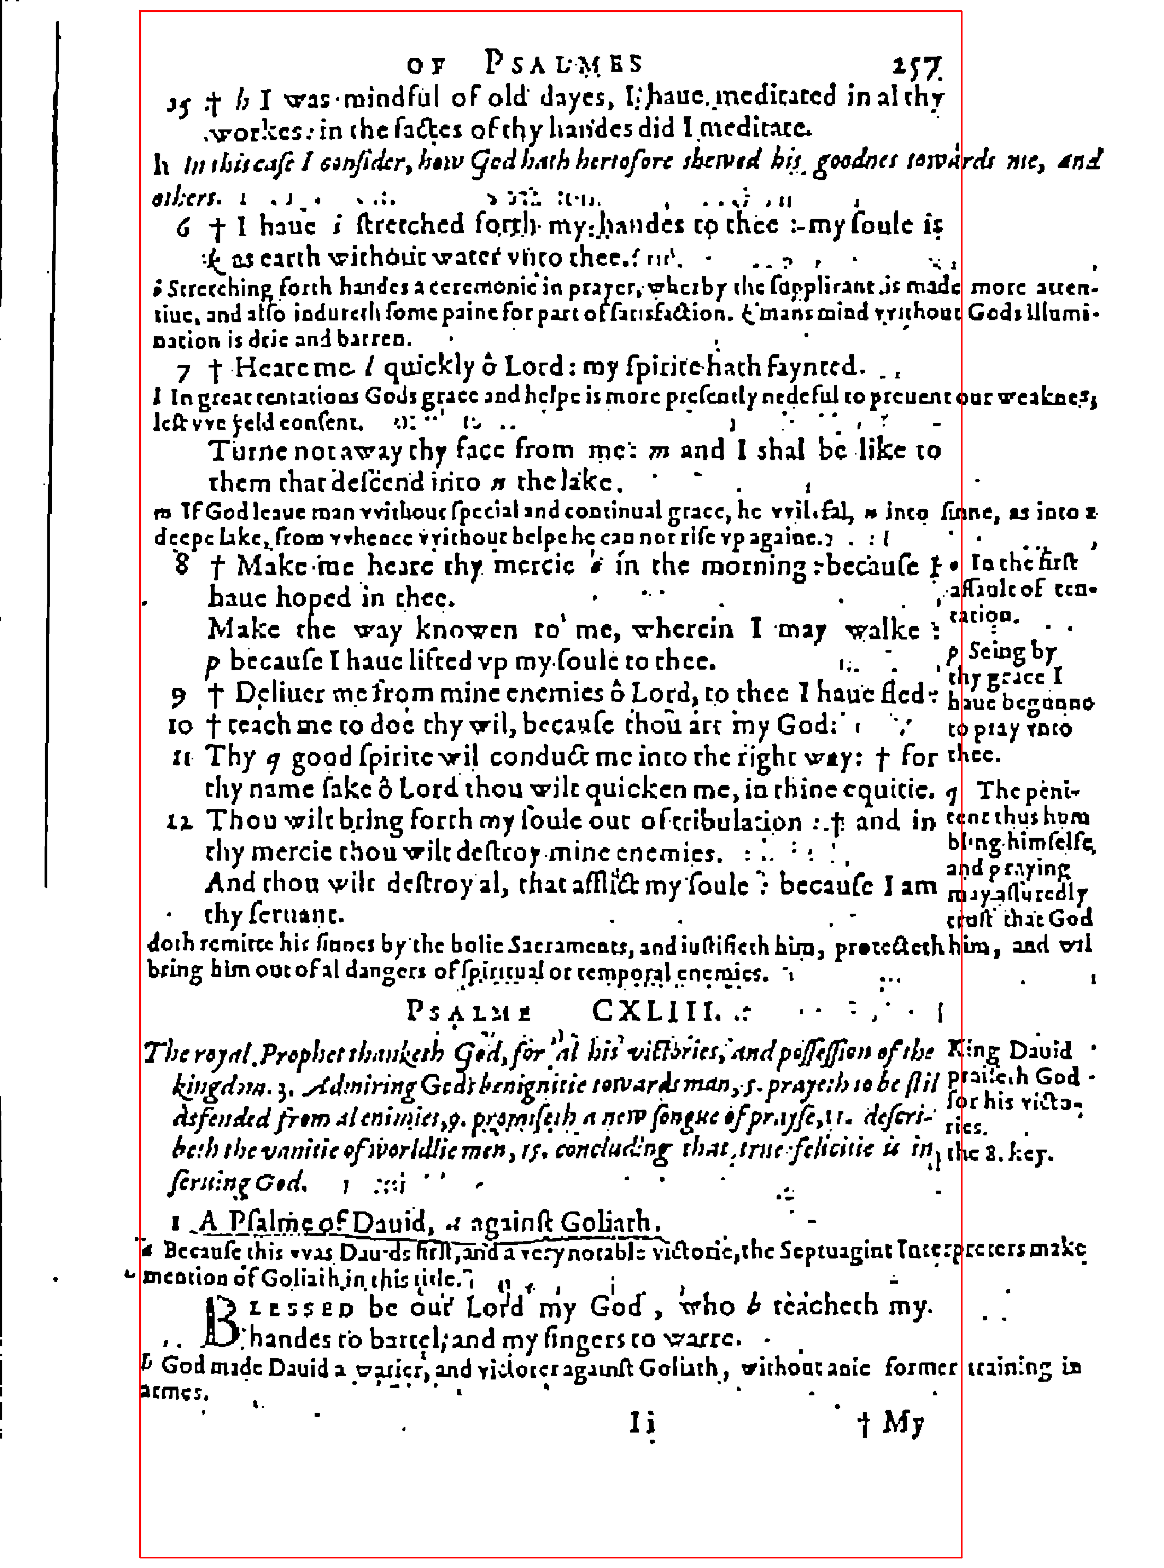 OF PSALMES 257
15 † h I was mindful of old dayes, I haue meditated in al thy
workes: in the factes of thy handes did I meditate.
h In this case I consider, how God hath hertofore shewed his goodnes towards me, and
others.
6 † I haue i ſtretched forth my handes to thee: my ſoule is
k as earth without water vnto thee.
i Stretching forth handes a ceremonie in prayer, wherby the ſupplicant is made more atten-
tiue, and alſo indureth ſome paine for part of ſatisfaction. k mans mind vvithout Gods illumi-
nation is drie and barren.
7 † Heare me l quickly ô Lord: my ſpirite hath faynted.
l In great tentations Gods grace and helpe is more preſently nedeful to preuent our weaknes,
leſt vve yeld conſent.
Turne not away thy face from me: m and I shal be like to
them that deſcend into n the lake.
m If God leaue man vvithout ſpecial and continual grace, he vvil fal, n into ſinne, as into a
deepe lake, from vvhence vvithout helpe he can not riſe vp againe.
8 † Make me heare thy mercie o in the morning: becauſe I
haue hoped in thee.
Make the way knowen to me, wherein I may walke:
p becauſe I haue lifted vp my ſoule to thee.
9 † Deliuer me from mine enemies ô Lord, to thee I haue fled:
10 † teach me to doe thy wil, becauſe thou art my God:
11 Thy q good ſpirite wil conduct me into the right way: † for
thy name ſake ô Lord thou wilt quicken me, in thine equitie.
12 Thou wilt bring forth my ſoule out of tribulation: † and in
thy mercie thou wilt deſtroy mine enemies.
And thou wilt deſtroy al, that afflict my ſoule: becauſe I am
thy ſeruant.
o In the firſt
aſſault of ten-
tation.
p Seing by
thy grace I
haue begunne
to pray vnto
thee.
q The peni-
tent thus hum
bling himſelfe,
and praying
may aſſuredly
truſt that God
doth remitte his ſinnes by the holie Sacraments, and iuſtifieth him, protecteth him, and wil
bring him out of al dangers of ſpiritual or temporal enemies.
PSALME CXLIII.
The royal Prophet thanketh God, for al his victories, and poſſeſſion of the
kingdom. 3. Admiring Gods benignitie towards man, 5. prayeth to be ſtil
defended from al enimies, 9. promiſeth a new ſongue of prayſe, 11. deſcri-
beth the vanitie of worldlie men, 15. concluding that true felicitie is in
ſeruing God.
King Dauid
praiſeth God
for his victo-
ries.
the 8. key.
1 A Pſalme of Dauid, a againſt Goliath.
a Becauſe this vvas Dauids firſt, and a very notable victorie, the Septuagint Interpreters make
mention of Goliath in this title.
BLESSED be our Lord my God, who b teacheth my
handes to battel, and my fingers to warre.
b God made Dauid a warier, and victorer againſt Goliath, without anie former training in
armes.
Ii † My